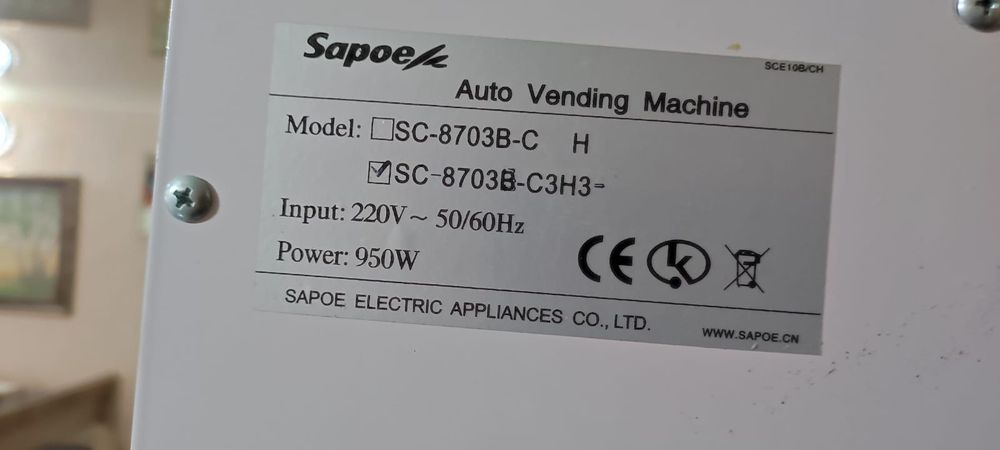 Sapoe
SCE10B/CH
Auto Vending Machine
Model: ☐SC-8703B-C H
☑SC-8703B-C3H3-
Input: 220V~ 50/60Hz
Power: 950W
CE
SAPOE ELECTRIC APPLIANCES CO., LTD.
WWW.SAPOE.CN